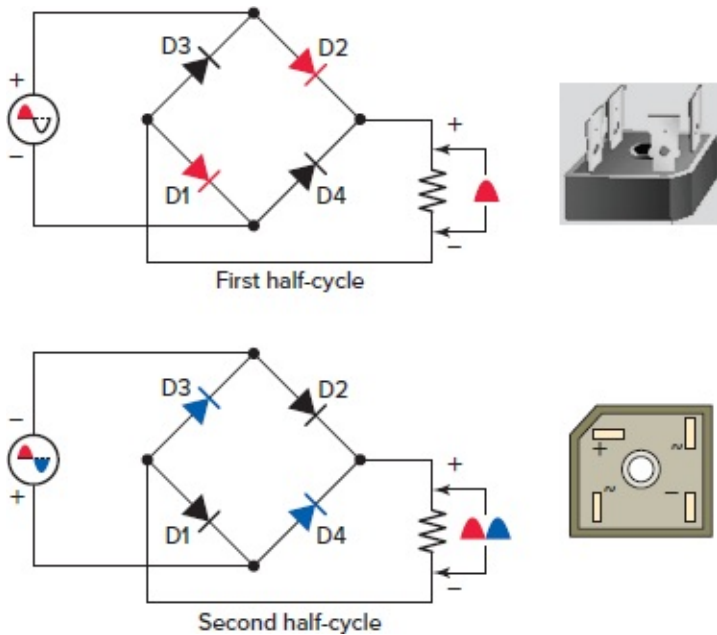 D3
D2
+
−
+
D1
D4
−
First half-cycle
D3
D2
−
+
+
D1
D4
−
Second half-cycle
+
~
~
−